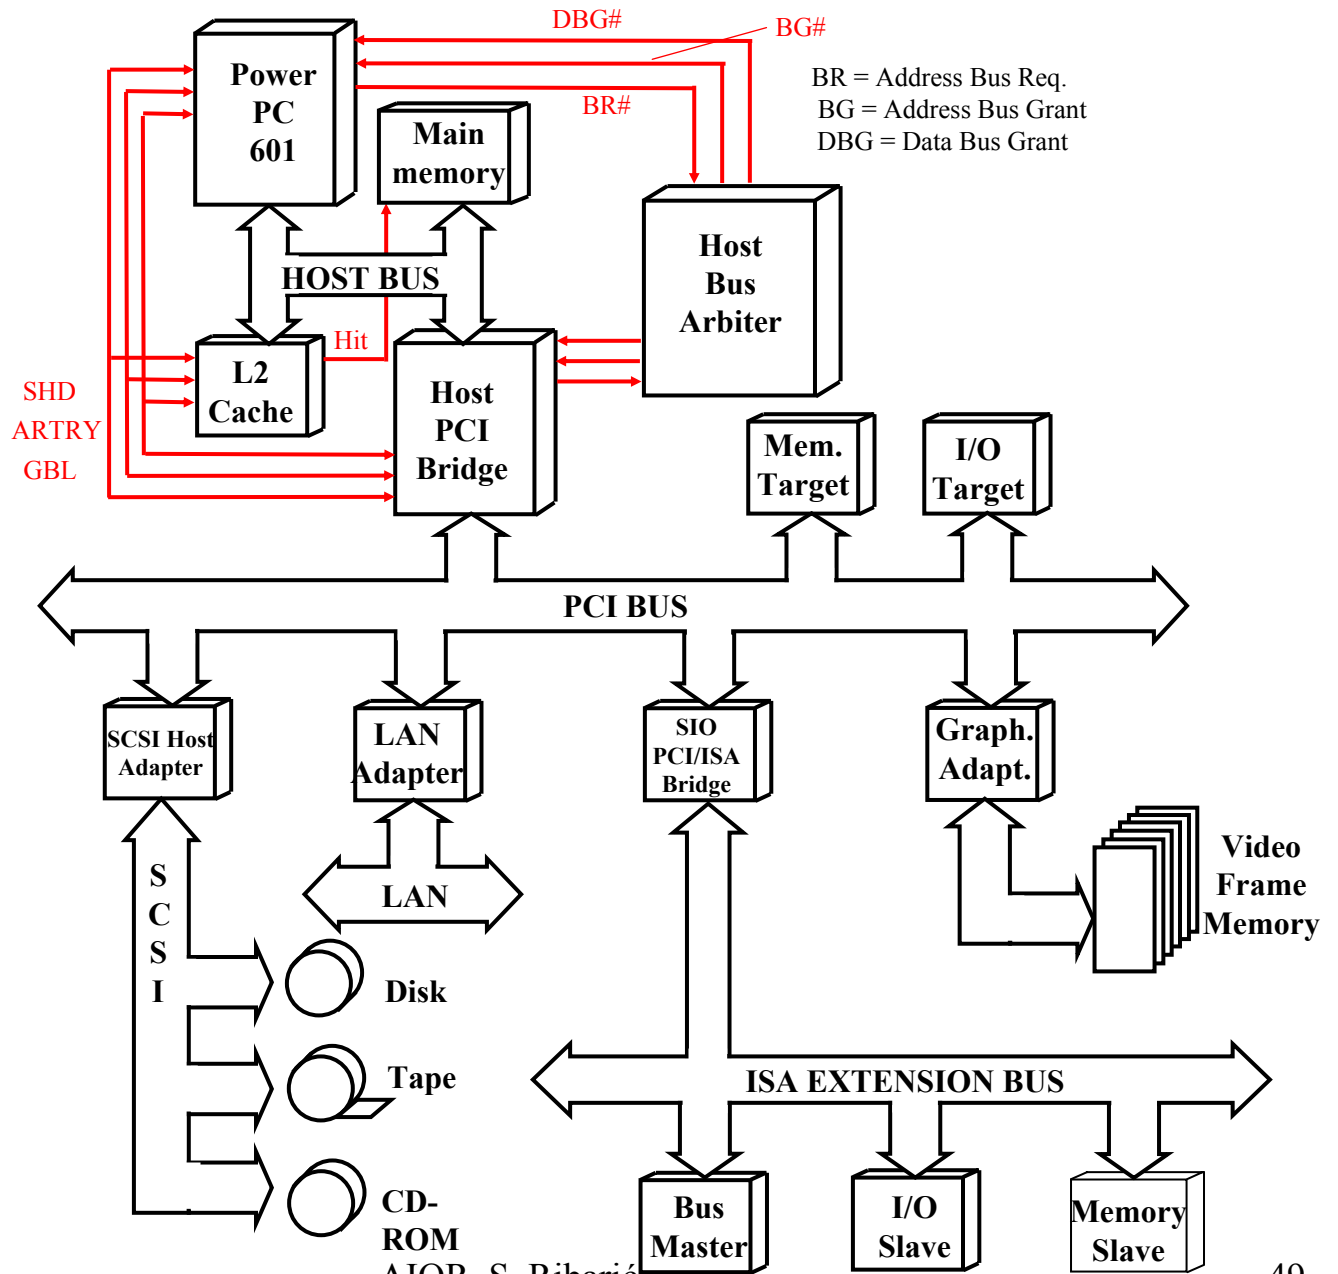 DBG#
BG#
Power
PC
601
BR#
BR = Address Bus Req.
BG = Address Bus Grant
DBG = Data Bus Grant
Main
memory
Host
Bus
Arbiter
HOST BUS
Hit
L2
Cache
Host
PCI
Bridge
SHD
ARTRY
GBL
Mem.
Target
I/O
Target
PCI BUS
SCSI Host
Adapter
LAN
Adapter
SIO
PCI/ISA
Bridge
Graph.
Adapt.
S
C
S
I
LAN
Video
Frame
Memory
Disk
Tape
CD-
ROM
ISA EXTENSION BUS
Bus
Master
I/O
Slave
Memory
Slave
S. Ribarić
49